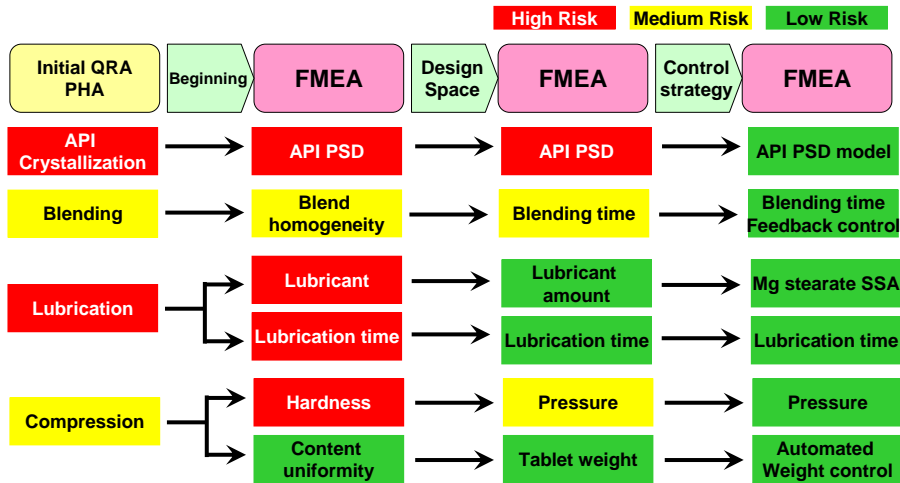 High Risk
Medium Risk
Low Risk
Initial QRA
PHA
Beginning
FMEA
Design
Space
FMEA
Control
strategy
FMEA
API
Crystallization
API PSD
API PSD
API PSD model
Blending
Blend
homogeneity
Blending time
Blending time
Feedback control
Lubrication
Lubricant
Lubricant
amount
Mg stearate SSA
Lubrication time
Lubrication time
Lubrication time
Compression
Hardness
Pressure
Pressure
Content
uniformity
Tablet weight
Automated
Weight control